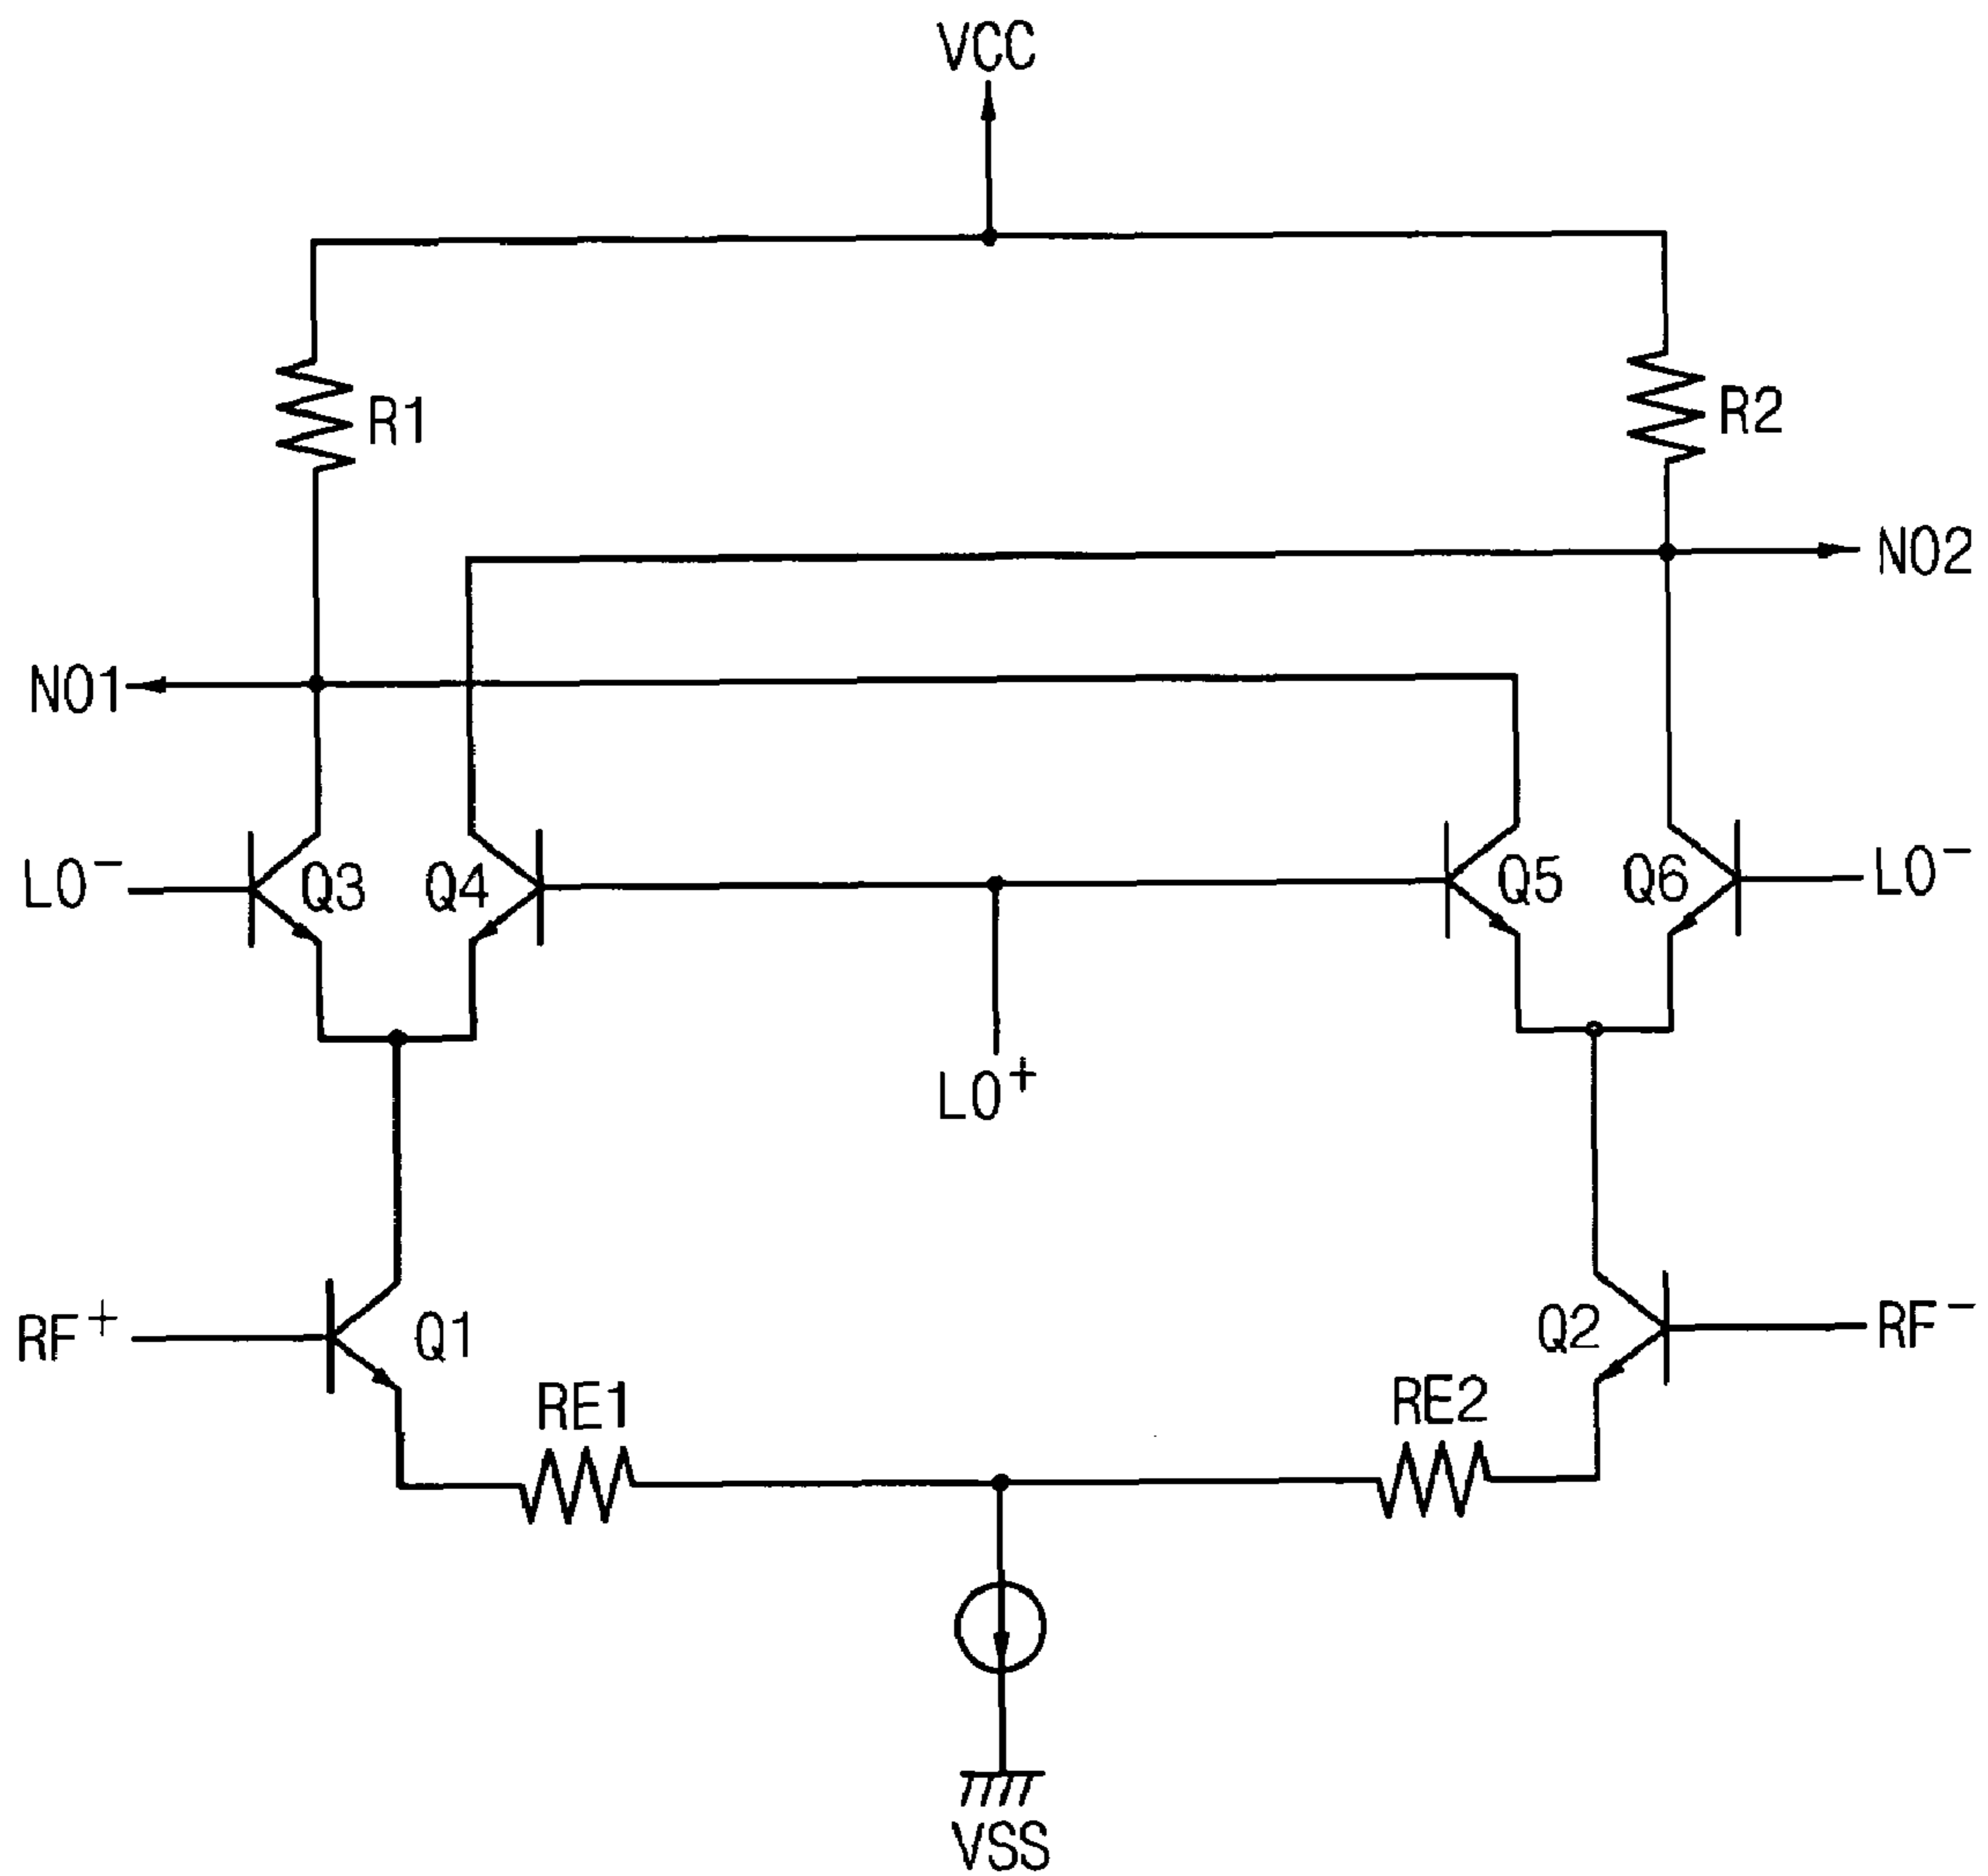 VCC
R1
R2
NO2
NO1
LO-
Q3
Q4
Q5
Q6
LO-
LO+
RF+
Q1
Q2
RF-
RE1
RE2
VSS